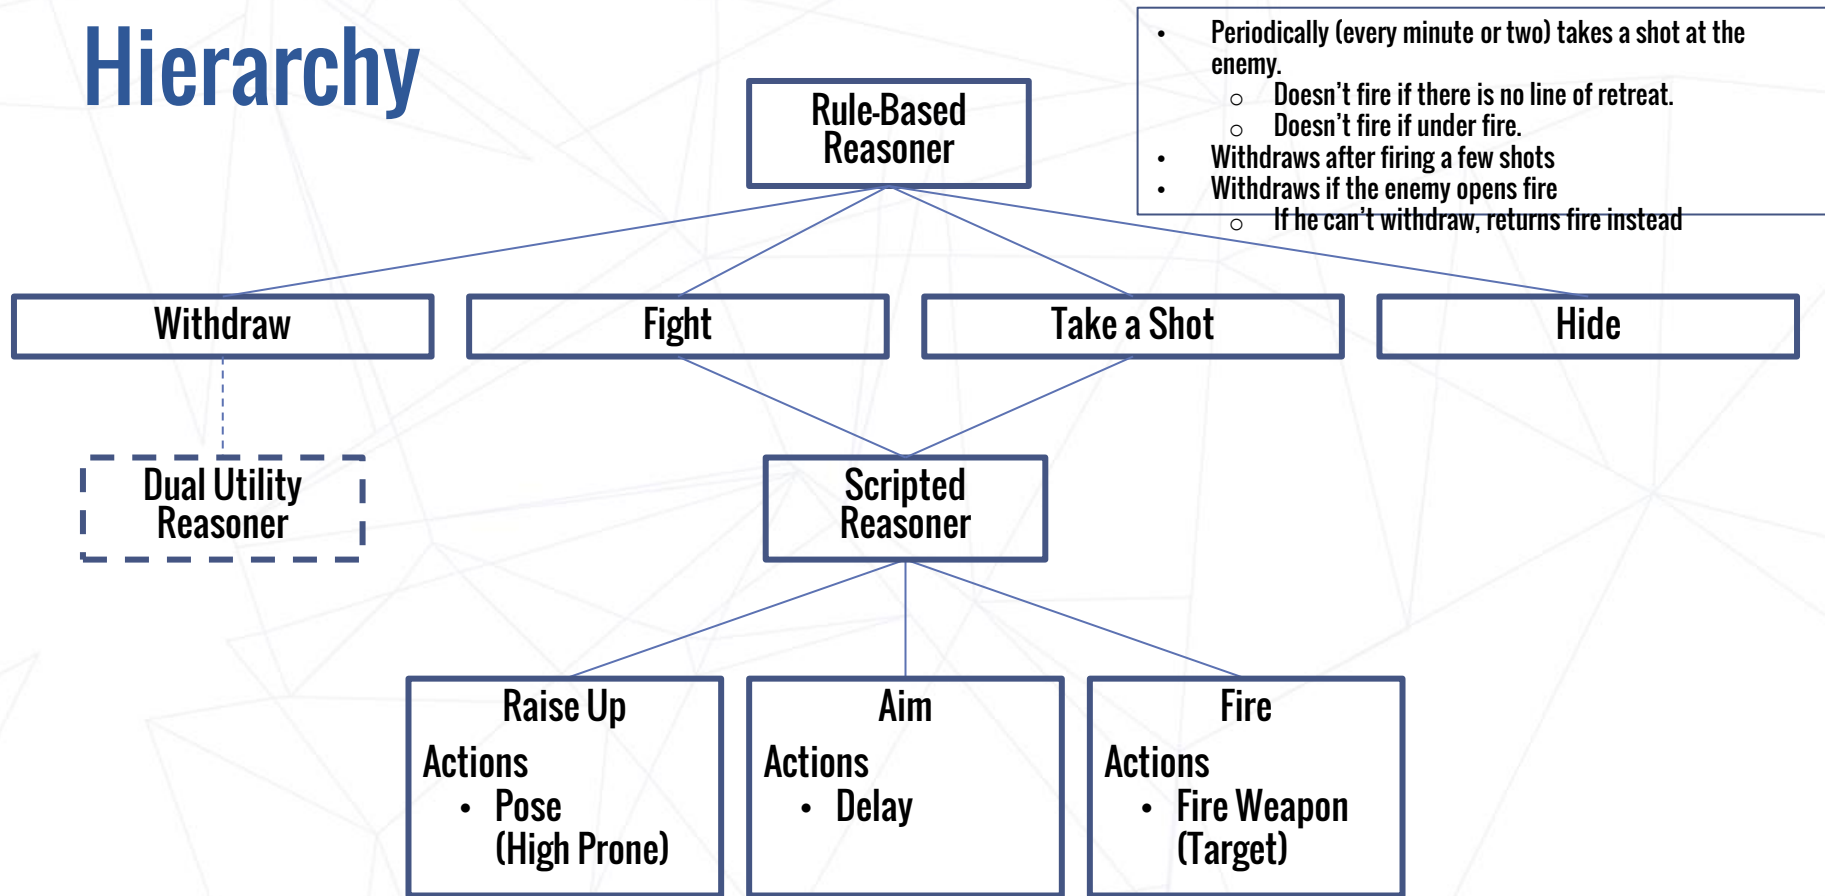 Hierarchy
• Periodically (every minute or two) takes a shot at the
enemy.
○ Doesn't fire if there is no line of retreat.
○ Doesn't fire if under fire.
• Withdraws after firing a few shots
• Withdraws if the enemy opens fire
○ If he can't withdraw, returns fire instead
Rule-Based
Reasoner
Withdraw
Fight
Take a Shot
Hide
Dual Utility
Reasoner
Scripted
Reasoner
Raise Up
Actions
• Pose
(High Prone)
Aim
Actions
• Delay
Fire
Actions
• Fire Weapon
(Target)